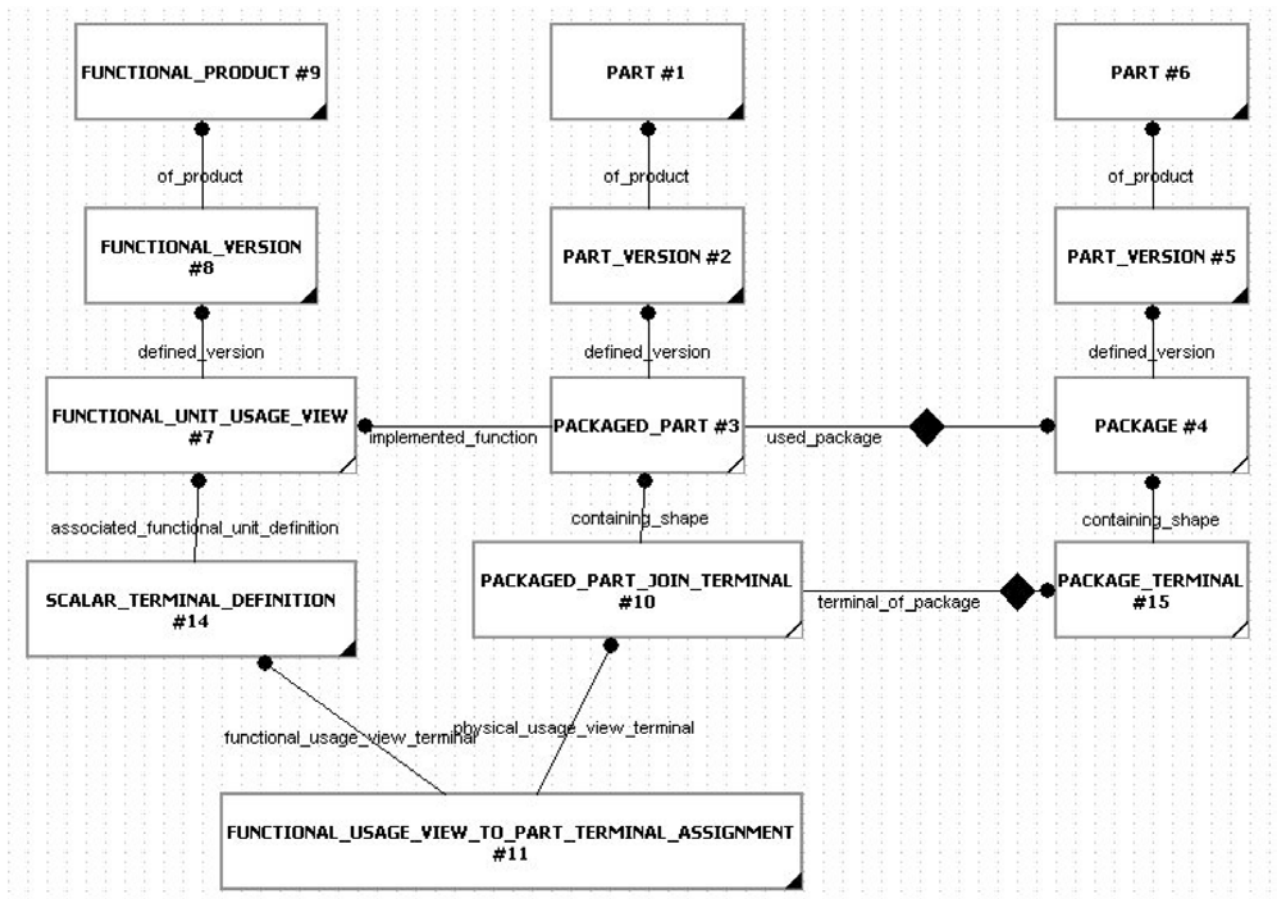 FUNCTIONAL_PRODUCT #9
PART #1
PART #6
of_product
of_product
of_product
FUNCTIONAL_VERSION
#8
PART_VERSION #2
PART_VERSION #5
defined_version
defined_version
defined_version
FUNCTIONAL_UNIT_USAGE_VIEW
#7
implemented_function
PACKAGED_PART #3
used_package
PACKAGE #4
associated_functional_unit_definition
containing_shape
containing_shape
SCALAR_TERMINAL_DEFINITION
#14
PACKAGED_PART_JOIN_TERMINAL
#10
terminal_of_package
PACKAGE_TERMINAL
#15
functional_usage_view_terminal
physical_usage_view_terminal
FUNCTIONAL_USAGE_VIEW_TO_PART_TERMINAL_ASSIGNMENT
#11